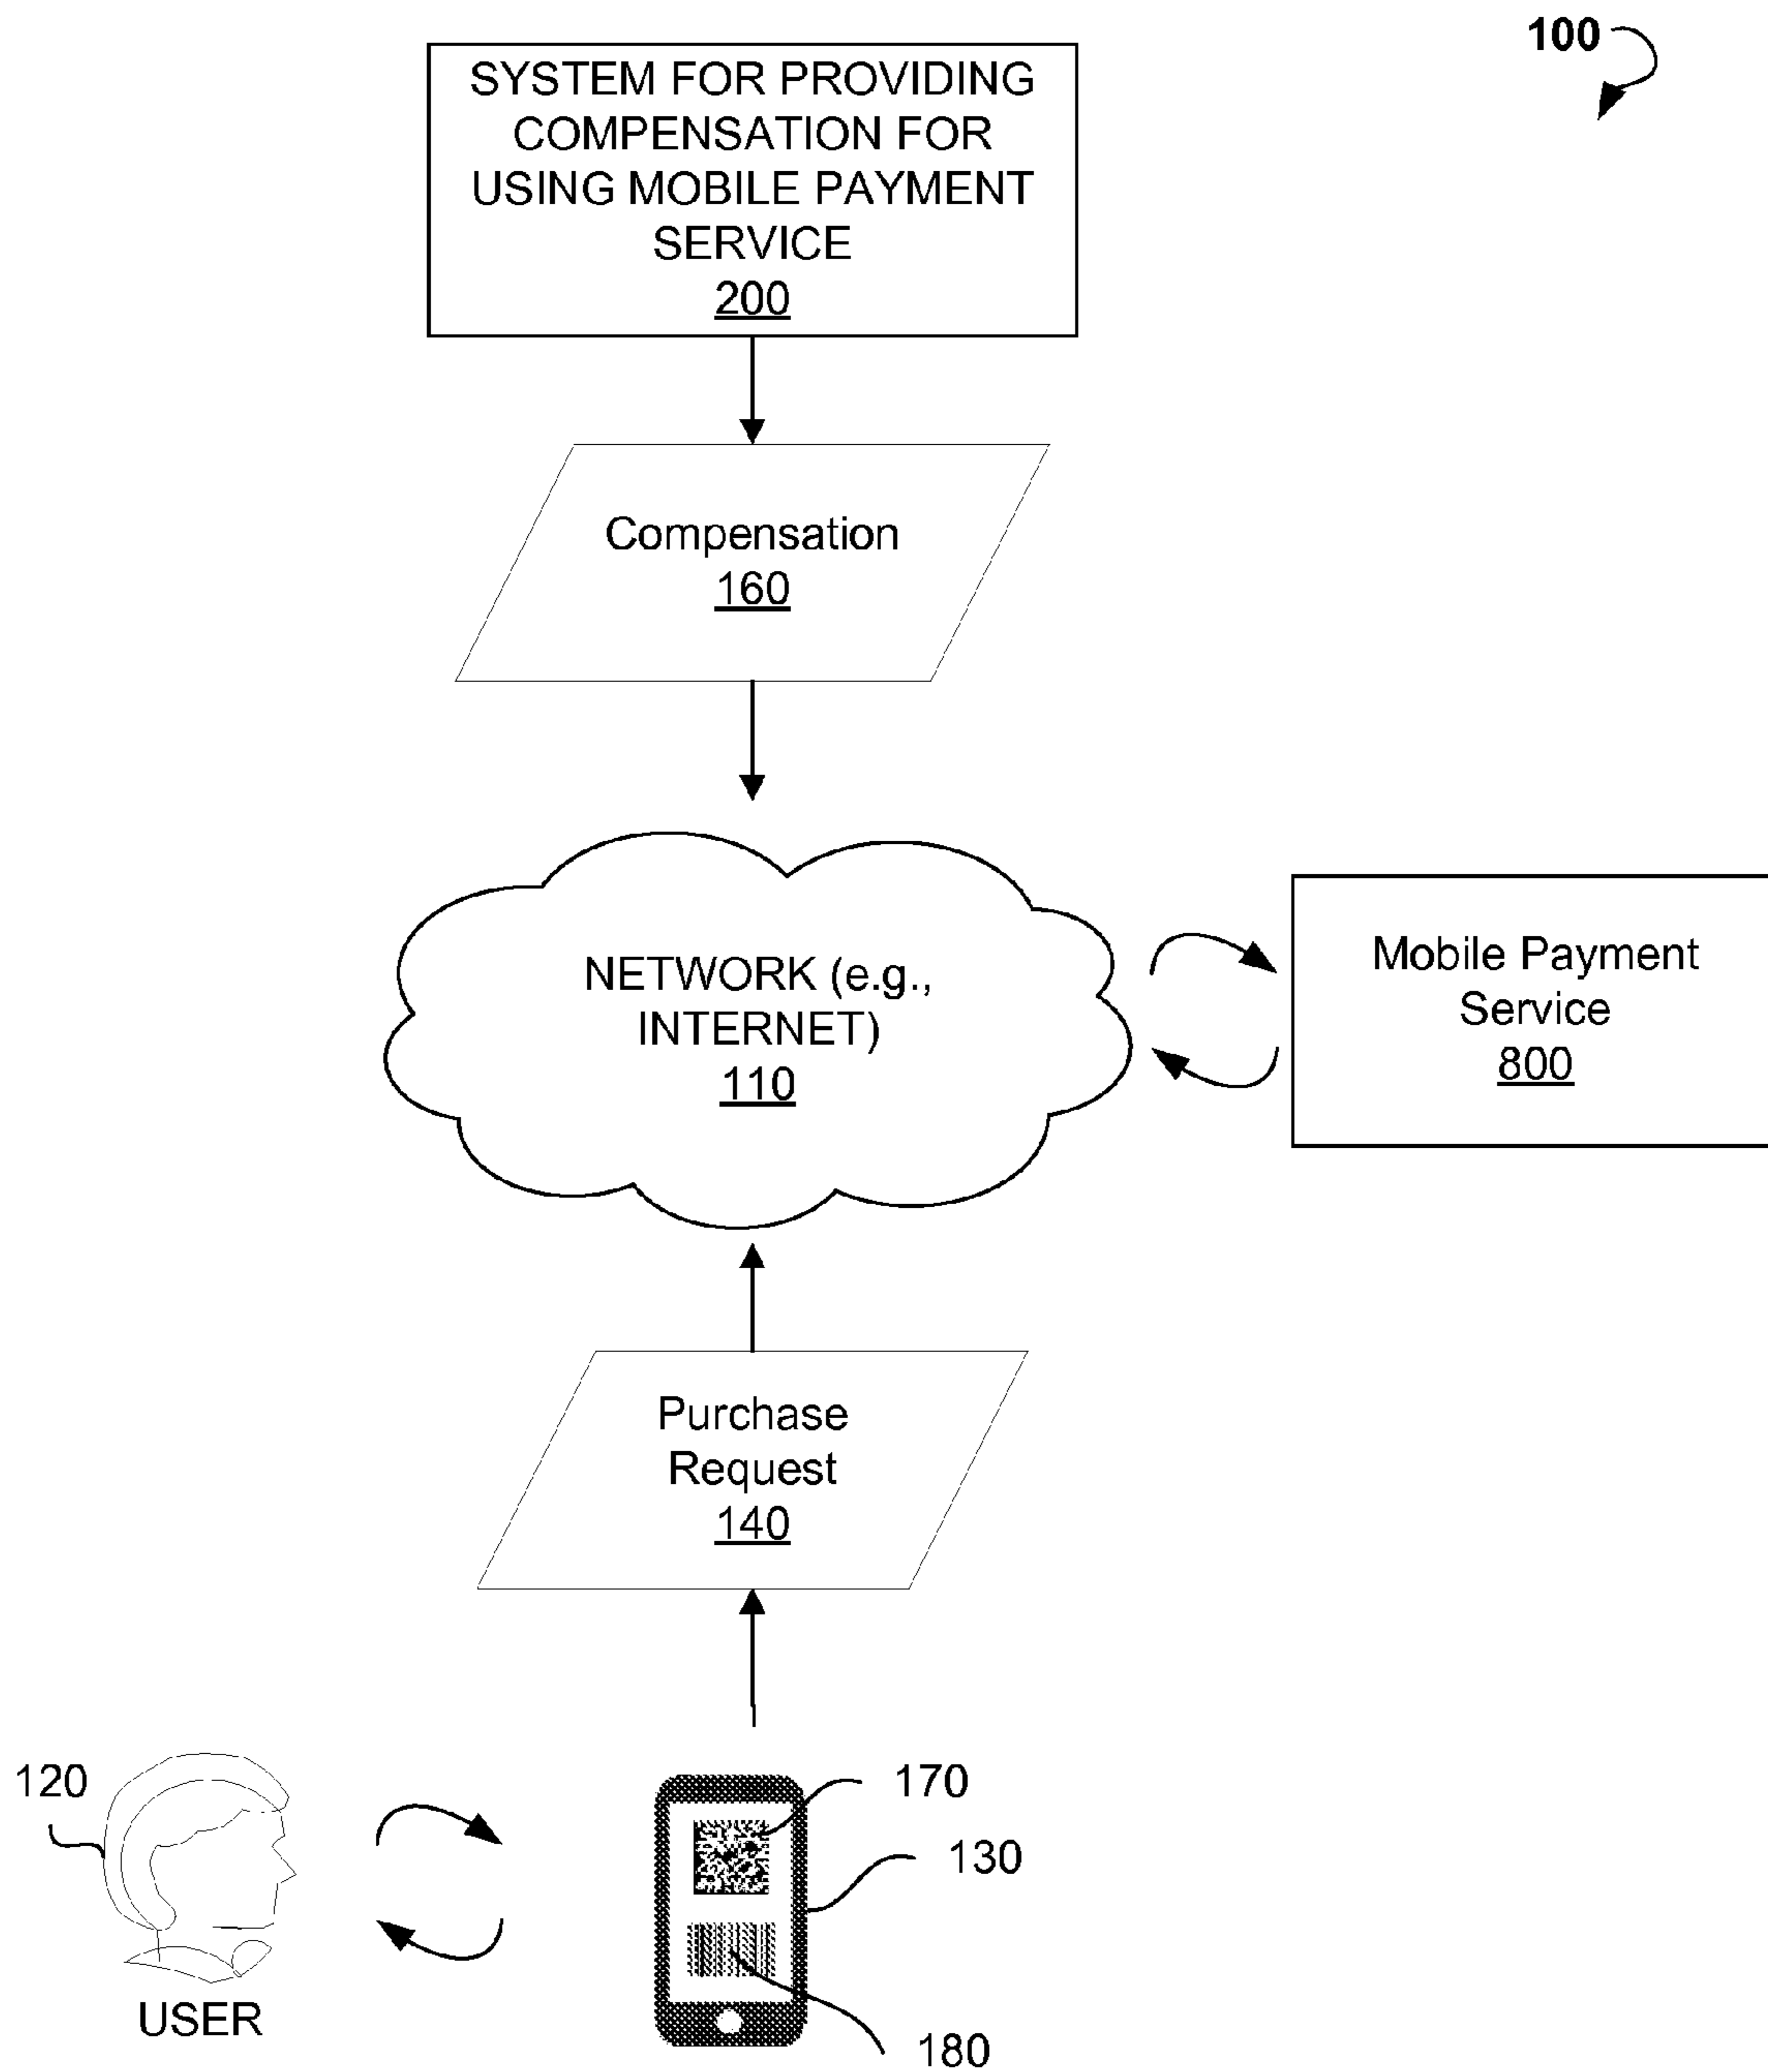 100
SYSTEM FOR PROVIDING
COMPENSATION FOR
USING MOBILE PAYMENT
SERVICE
200
Compensation
160
NETWORK (e.g.,
INTERNET)
110
Mobile Payment
Service
800
Purchase
Request
140
120
170
130
USER
180